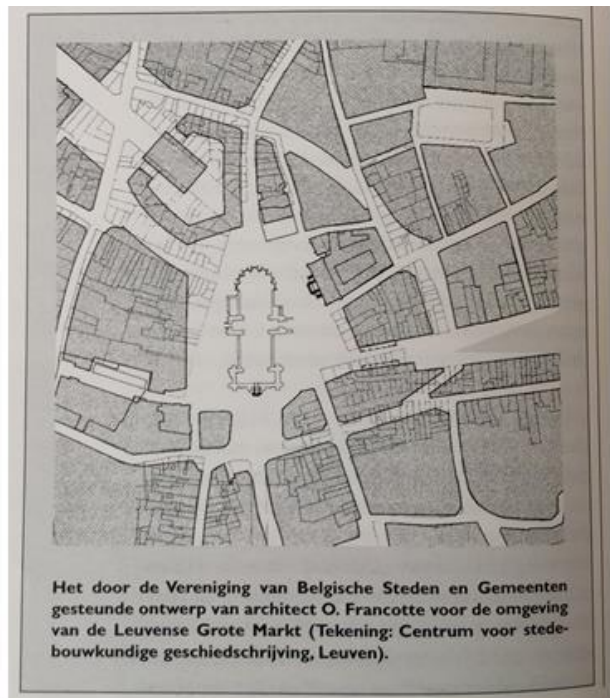 Het door de Vereniging van Belgische Steden en Gemeenten
gesteunde ontwerp van architect O. Francotte voor de omgeving
van de Leuvense Grote Markt (Tekening: Centrum voor stede-
bouwkundige geschiedschrijving, Leuven).